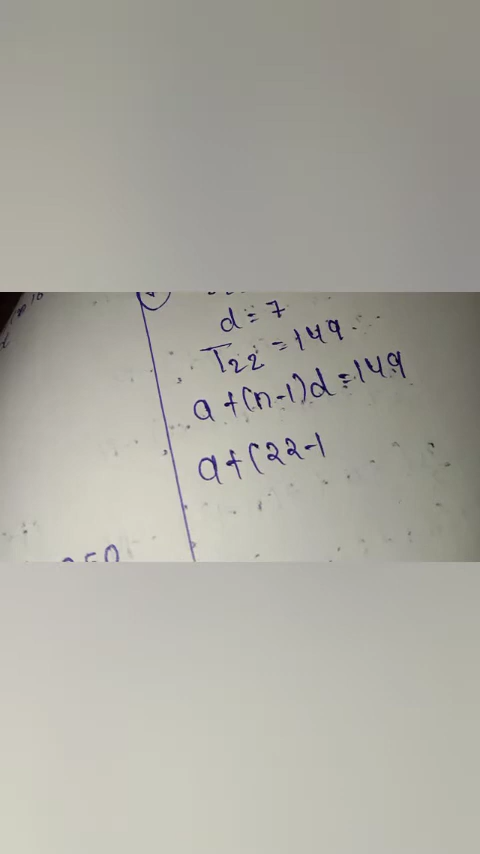 d = 7
T22 = 149
a + (n-1)d = 149
a + (22-1